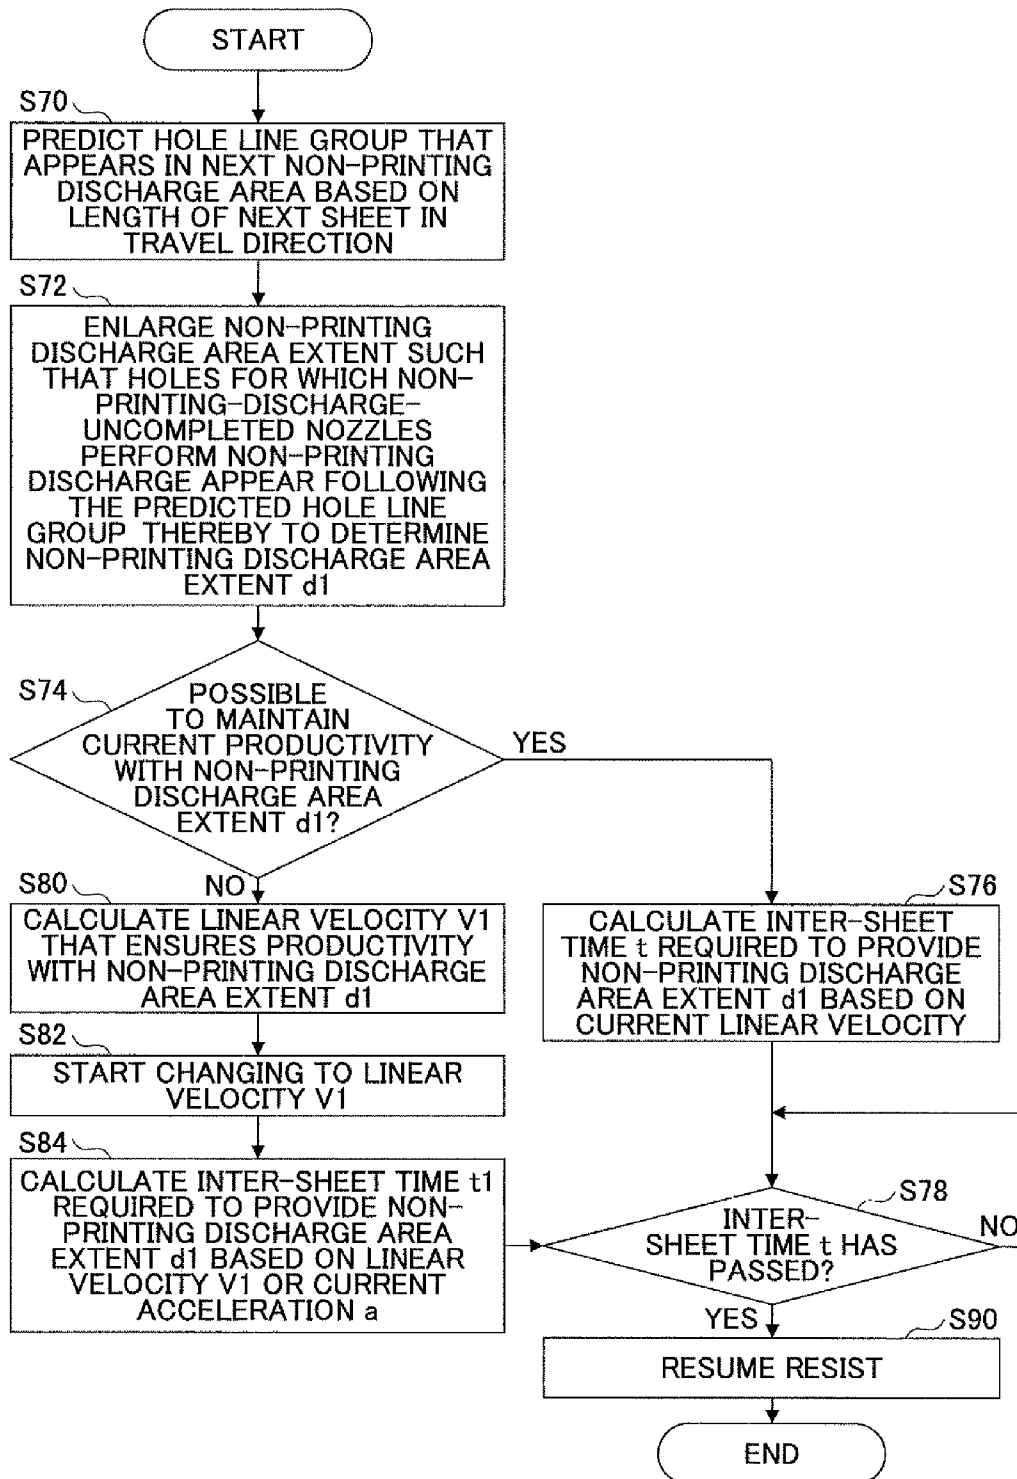 START
S70
PREDICT HOLE LINE GROUP THAT
APPEARS IN NEXT NON-PRINTING
DISCHARGE AREA BASED ON
LENGTH OF NEXT SHEET IN
TRAVEL DIRECTION
S72
ENLARGE NON-PRINTING
DISCHARGE AREA EXTENT SUCH
THAT HOLES FOR WHICH NON-
PRINTING-DISCHARGE-
UNCOMPLETED NOZZLES
PERFORM NON-PRINTING
DISCHARGE APPEAR FOLLOWING
THE PREDICTED HOLE LINE
GROUP THEREBY TO DETERMINE
NON-PRINTING DISCHARGE AREA
EXTENT d1
S74
POSSIBLE
TO MAINTAIN
CURRENT PRODUCTIVITY
WITH NON-PRINTING
DISCHARGE AREA
EXTENT d1?
YES
NO
S80
CALCULATE LINEAR VELOCITY V1
THAT ENSURES PRODUCTIVITY
WITH NON-PRINTING DISCHARGE
AREA EXTENT d1
S82
START CHANGING TO LINEAR
VELOCITY V1
S84
CALCULATE INTER-SHEET TIME t1
REQUIRED TO PROVIDE NON-
PRINTING DISCHARGE AREA
EXTENT d1 BASED ON LINEAR
VELOCITY V1 OR CURRENT
ACCELERATION a
S76
CALCULATE INTER-SHEET
TIME t REQUIRED TO PROVIDE
NON-PRINTING DISCHARGE
AREA EXTENT d1 BASED ON
CURRENT LINEAR VELOCITY
S78
INTER-
SHEET TIME t HAS
PASSED?
NO
YES
S90
RESUME RESIST
END